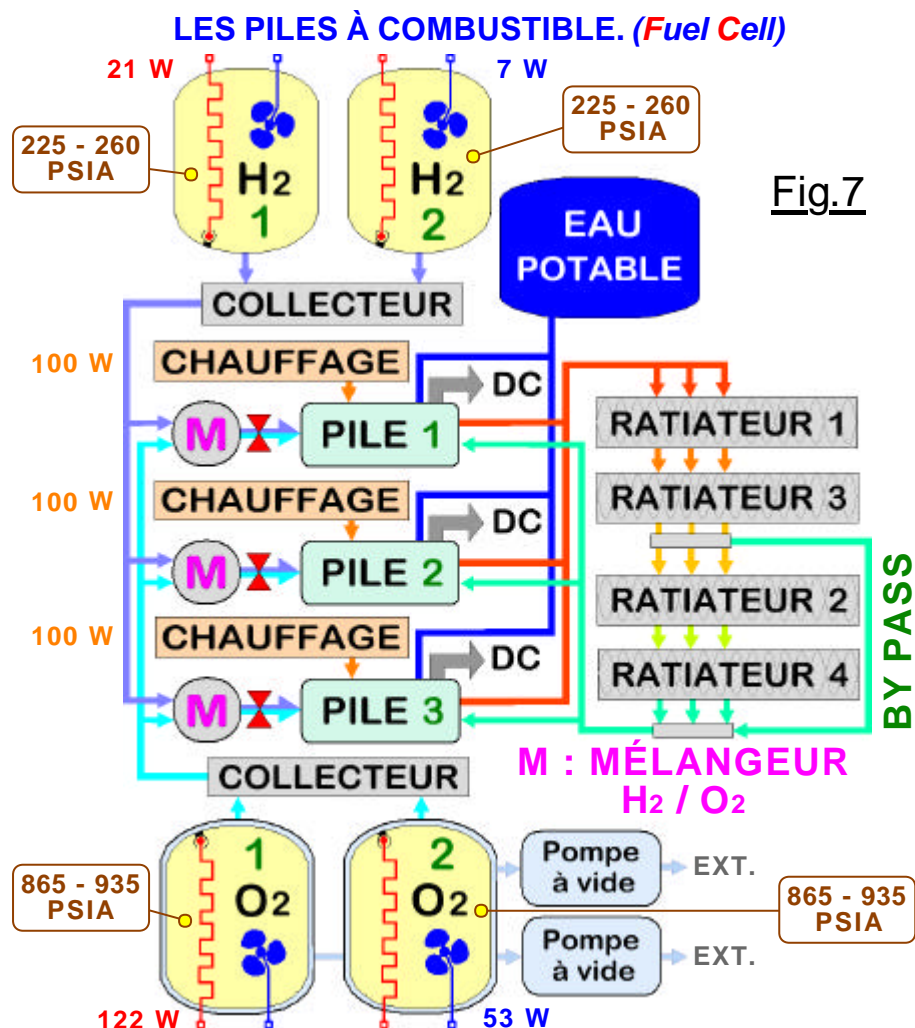 LES PILES À COMBUSTIBLE. (Fuel Cell)
21 W
7 W
225 - 260
PSIA
225 - 260
PSIA
H2
1
H2
2
Fig.7
EAU
POTABLE
COLLECTEUR
100 W
CHAUFFAGE
DC
M
PILE 1
RATIATEUR 1
100 W
CHAUFFAGE
RATIATEUR 3
DC
M
PILE 2
RATIATEUR 2
BY PASS
100 W
CHAUFFAGE
DC
RATIATEUR 4
M
PILE 3
COLLECTEUR
M : MÉLANGEUR
H2 / O2
1
O2
2
O2
Pompe
à vide
EXT.
865 - 935
PSIA
865 - 935
PSIA
Pompe
à vide
EXT.
122 W
53 W